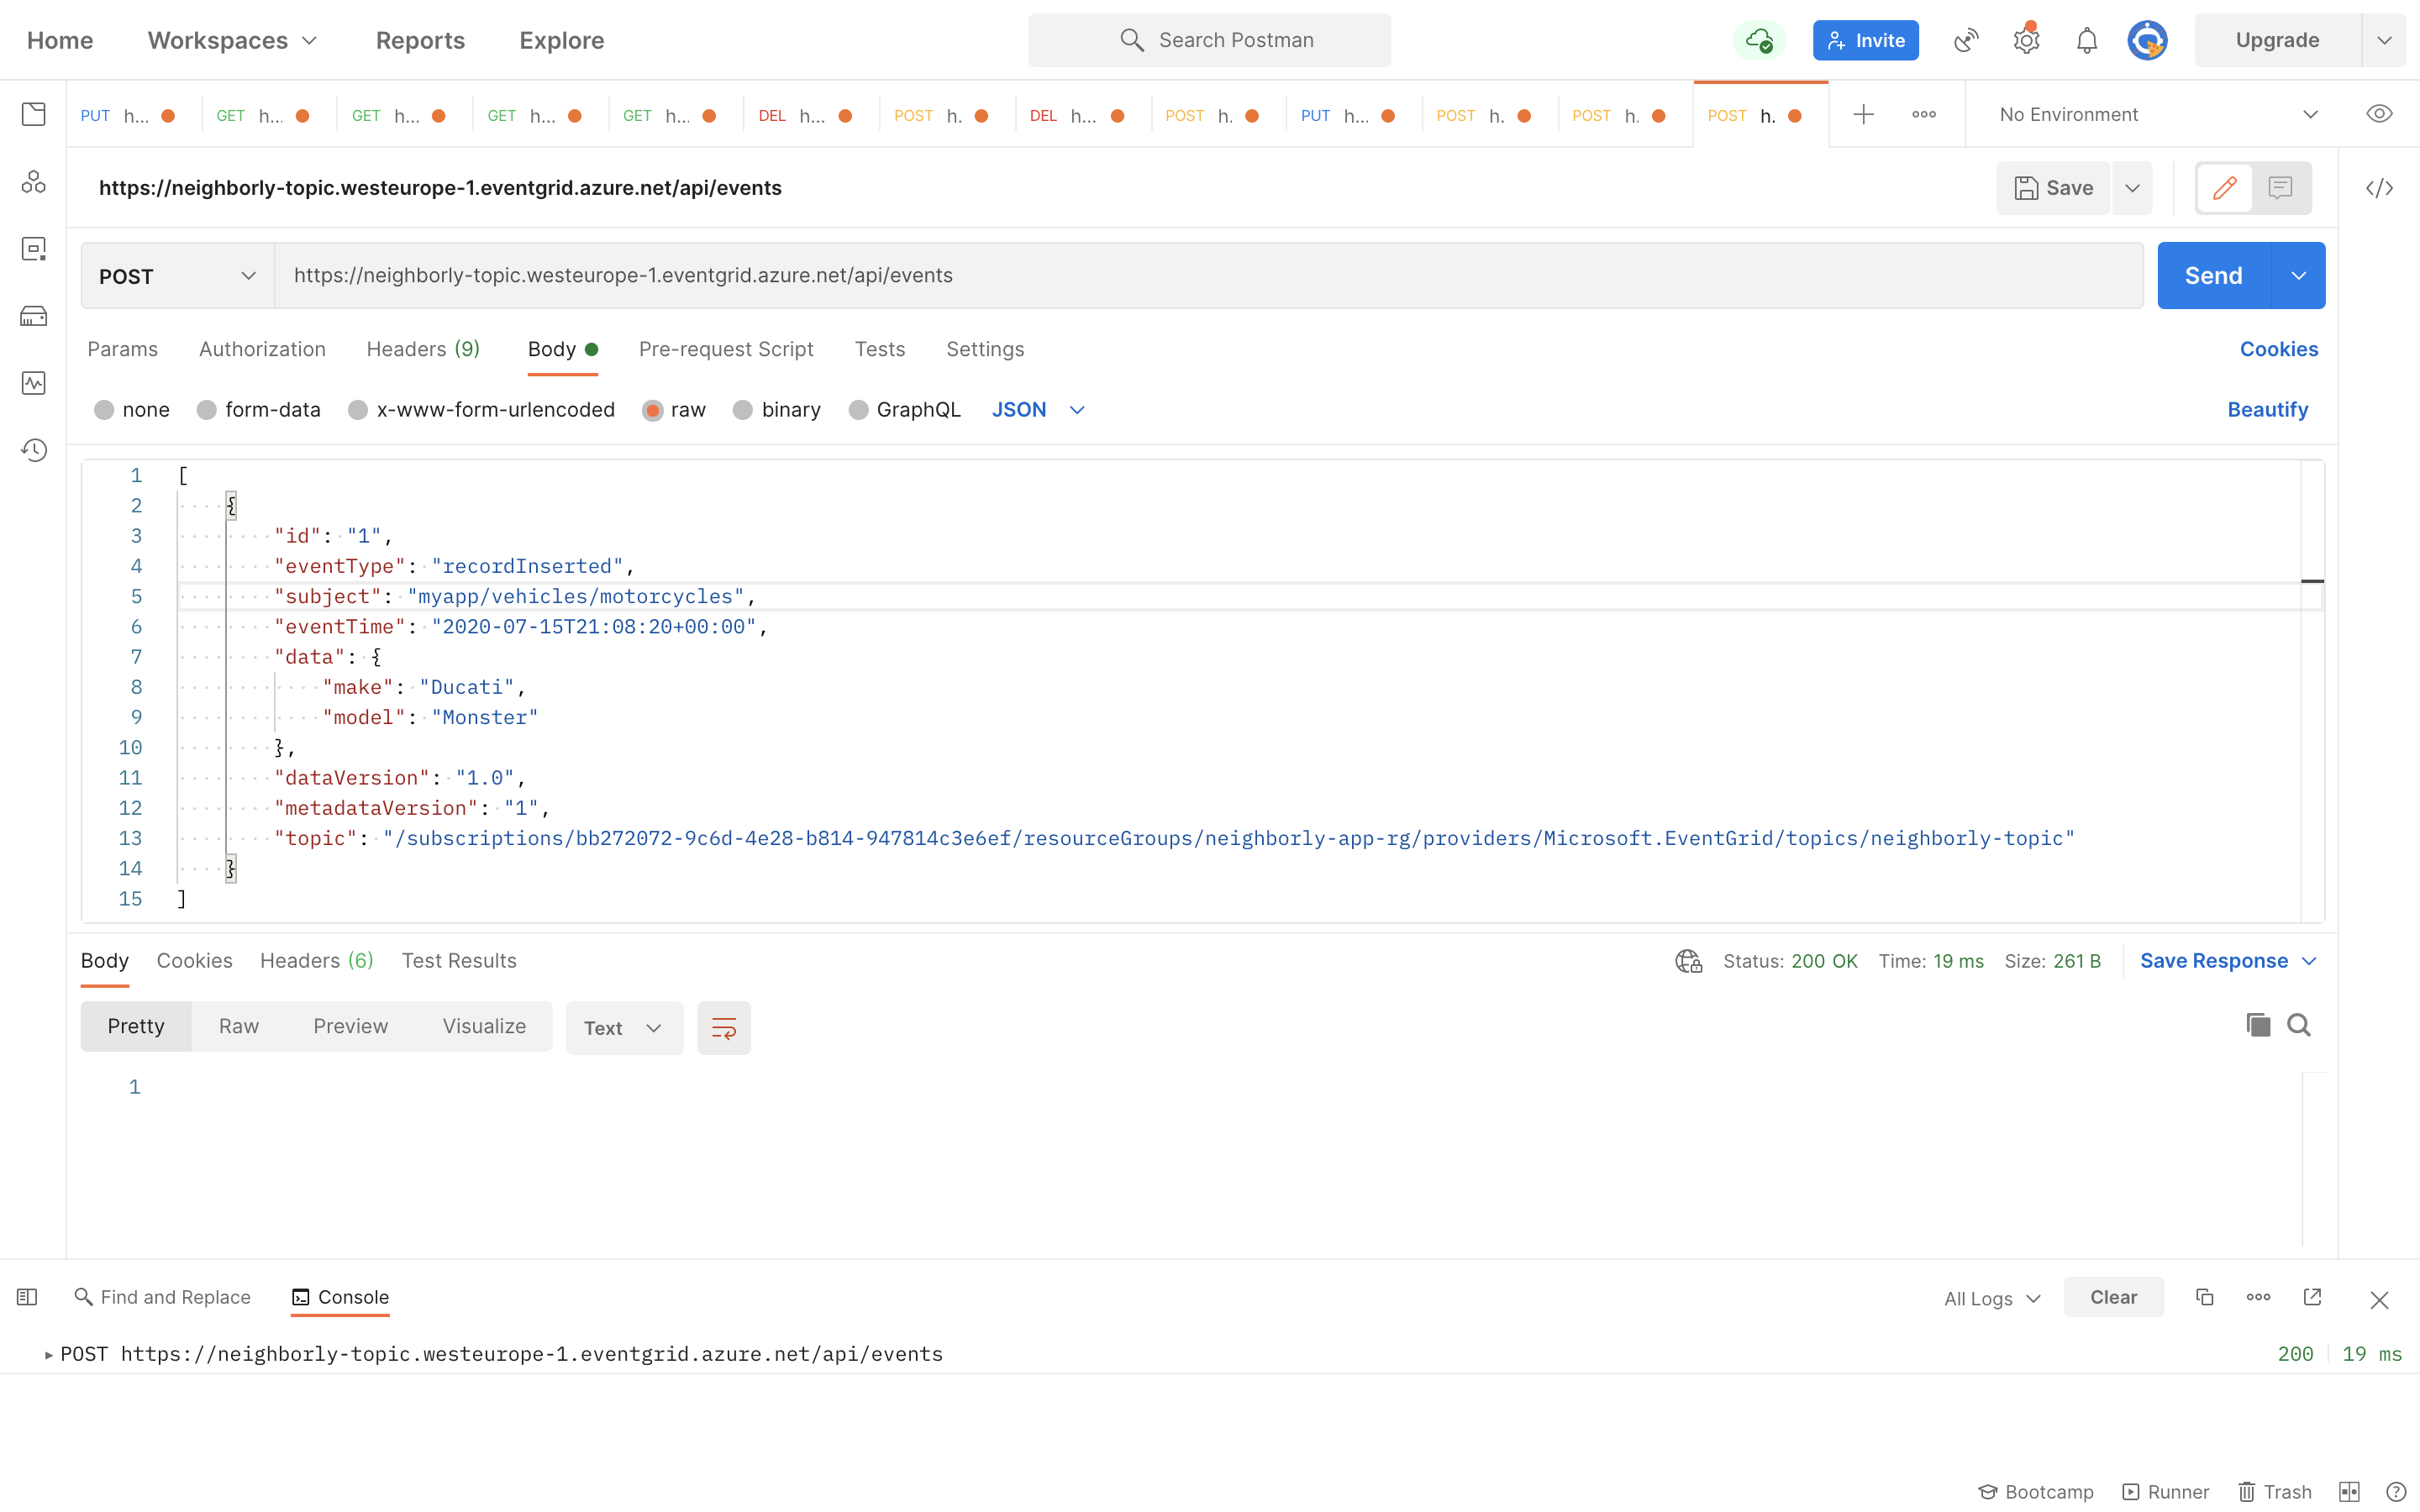 Home Workspaces Reports Explore Search Postman Invite Upgrade
PUT h... GET h... GET h... GET h... GET h... DEL h... POST h. DEL h... POST h. PUT h... POST h. POST h. POST h. No Environment
https://neighborly-topic.westeurope-1.eventgrid.azure.net/api/events Save
POST https://neighborly-topic.westeurope-1.eventgrid.azure.net/api/events Send
Params Authorization Headers (9) Body Pre-request Script Tests Settings Cookies
none form-data x-www-form-urlencoded raw binary GraphQL JSON Beautify
1 [
2 {
3 "id": "1",
4 "eventType": "recordInserted",
5 "subject": "myapp/vehicles/motorcycles",
6 "eventTime": "2020-07-15T21:08:20+00:00",
7 "data": {
8 "make": "Ducati",
9 "model": "Monster"
10 },
11 "dataVersion": "1.0",
12 "metadataVersion": "1",
13 "topic": "/subscriptions/bb272072-9c6d-4e28-b814-947814c3e6ef/resourceGroups/neighborly-app-rg/providers/Microsoft.EventGrid/topics/neighborly-topic"
14 }
15 ]
Body Cookies Headers (6) Test Results Status: 200 OK Time: 19 ms Size: 261 B Save Response
Pretty Raw Preview Visualize Text
1
Find and Replace Console All Logs Clear
POST https://neighborly-topic.westeurope-1.eventgrid.azure.net/api/events 200 19 ms
Bootcamp Runner Trash